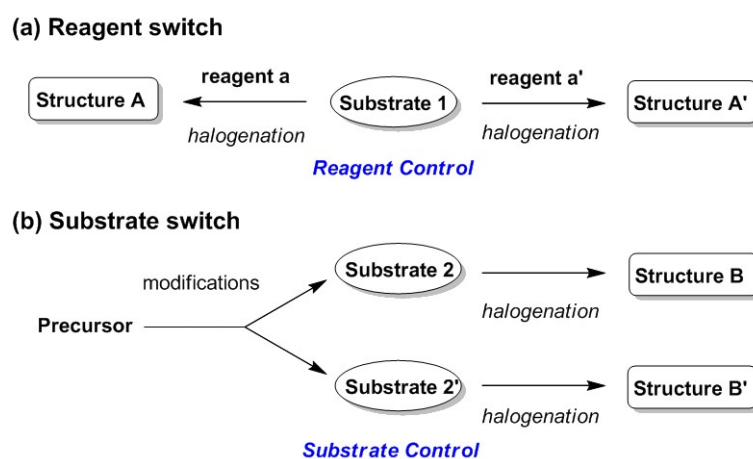 (a) Reagent switch
reagent a
reagent a'
Structure A
Substrate 1
Structure A'
halogenation
halogenation
Reagent Control
(b) Substrate switch
modifications
Substrate 2
Structure B
halogenation
Precursor
Substrate 2'
Structure B'
halogenation
Substrate Control